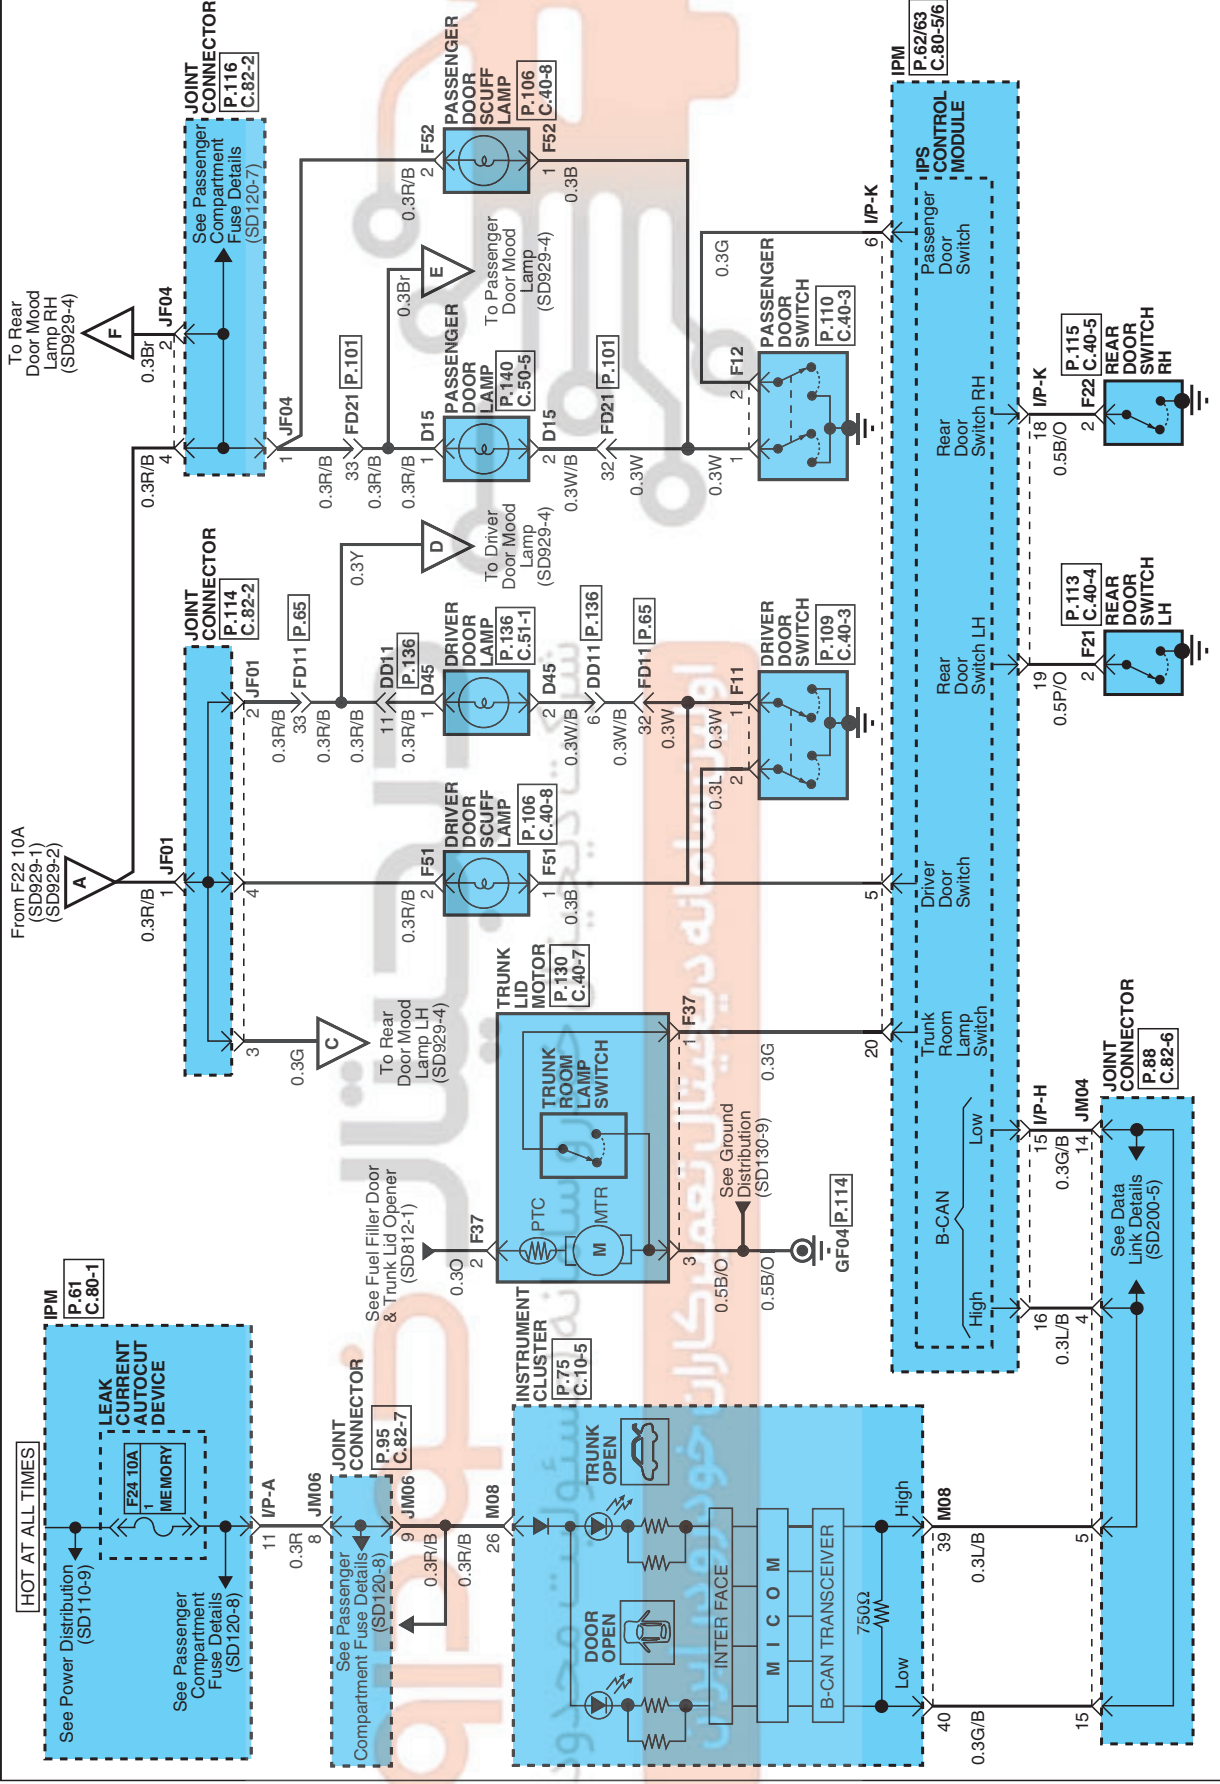 HOT AT ALL TIMES
IPM
P.61
C.80-1
See Power Distribution
(SD110-9)
LEAK
CURRENT
AUTOCUT
DEVICE
F24 10A
1
MEMORY
See Passenger
Compartment
Fuse Details
(SD120-8)
11
I/P-A
0.3R
8
JM06
JOINT
CONNECTOR
P.95
C.82-7
See Passenger
Compartment Fuse Details
(SD120-8)
9
JM06
0.3R/B
0.3R/B
26
M08
INSTRUMENT
CLUSTER
P.75
C.10-5
DOOR
OPEN
TRUNK
OPEN
INTER FACE
M I C O M
B-CAN TRANSCEIVER
750Ω
Low
High
40
39
M08
0.3G/B
0.3L/B
15
5
See Fuel Filler Door
& Trunk Lid Opener
(SD812-1)
0.3O
2
F37
TRUNK
LID
MOTOR
P.130
C.40-7
PTC
M
MTR
TRUNK
ROOM
LAMP
SWITCH
3
1
F37
0.5B/O
0.5B/O
See Ground
Distribution
(SD130-9)
GF04
P.114
0.3G
20
From F22 10A
(SD929-1)
(SD929-2)
A
0.3R/B
1
JF01
JOINT
CONNECTOR
P.114
C.82-2
3
0.3G
C
To Rear
Door Mood
Lamp LH
(SD929-4)
4
0.3R/B
2
F51
DRIVER
DOOR
SCUFF
LAMP
P.106
C.40-8
1
F51
0.3B
2
JF01
0.3R/B
33
FD11
P.65
0.3R/B
0.3R/B
11
DD11
P.136
0.3R/B
1
D45
0.3Y
D
To Driver
Door Mood
Lamp
(SD929-4)
DRIVER
DOOR
LAMP
P.136
C.51-1
2
D45
0.3W/B
6
DD11
P.136
0.3W/B
32
FD11
P.65
0.3W
0.3L
0.3W
2
1
F11
DRIVER
DOOR
SWITCH
P.109
C.40-3
5
0.3R/B
4
To Rear
Door Mood
Lamp RH
(SD929-4)
F
0.3Br
2
JF04
JOINT
CONNECTOR
P.116
C.82-2
See Passenger
Compartment
Fuse Details
(SD120-7)
1
JF04
0.3R/B
33
FD21
P.101
0.3R/B
0.3R/B
0.3Br
E
To Passenger
Door Mood
Lamp
(SD929-4)
1
D15
PASSENGER
DOOR
LAMP
P.140
C.50-5
2
D15
0.3W/B
32
FD21
P.101
0.3W
0.3W
0.3R/B
2
F52
PASSENGER
DOOR
SCUFF
LAMP
P.106
C.40-8
1
F52
0.3B
0.3G
1
2
F12
PASSENGER
DOOR
SWITCH
P.110
C.40-3
6
I/P-K
IPM
P.62/63
C.80-5/6
IPS
CONTROL
MODULE
Trunk
Room
Lamp
Switch
Driver
Door
Switch
Passenger
Door
Switch
B-CAN
High
Low
Rear
Door
Switch LH
Rear
Door
Switch RH
16
15
I/P-H
0.3L/B
0.3G/B
4
14
JM04
JOINT
CONNECTOR
P.88
C.82-6
See Data
Link Details
(SD200-5)
19
0.5P/O
2
F21
P.113
C.40-4
REAR
DOOR
SWITCH
LH
18
I/P-K
0.5B/O
2
F22
P.115
C.40-5
REAR
DOOR
SWITCH
RH